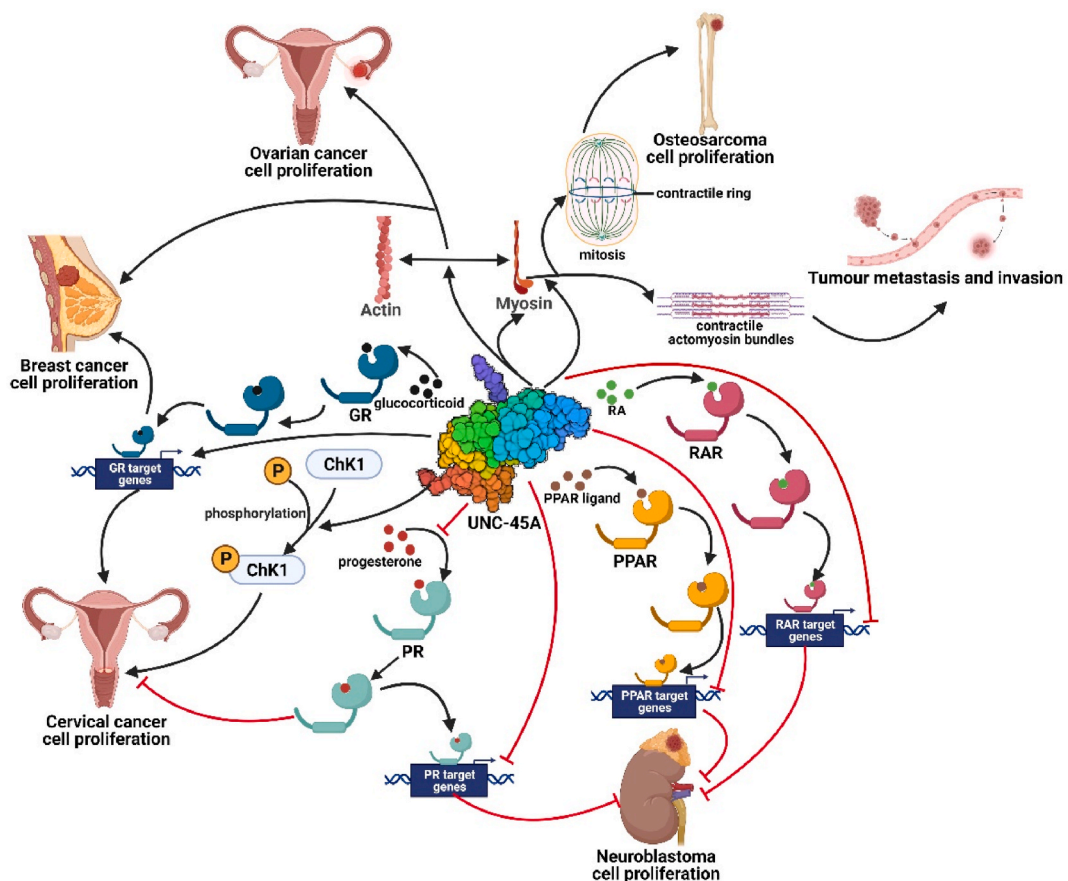 Ovarian cancer
cell proliferation
Osteosarcoma
cell proliferation
contractile ring
mitosis
Tumour metastasis and invasion
Actin
Myosin
contractile
actomyosin bundles
Breast cancer
cell proliferation
GR
glucocorticoid
RA
RAR
GR target
genes
P
ChK1
phosphorylation
UNC-45A
PPAR ligand
PPAR
P
ChK1
progesterone
PR
RAR target
genes
Cervical cancer
cell proliferation
PPAR target
genes
PR target
genes
Neuroblastoma
cell proliferation